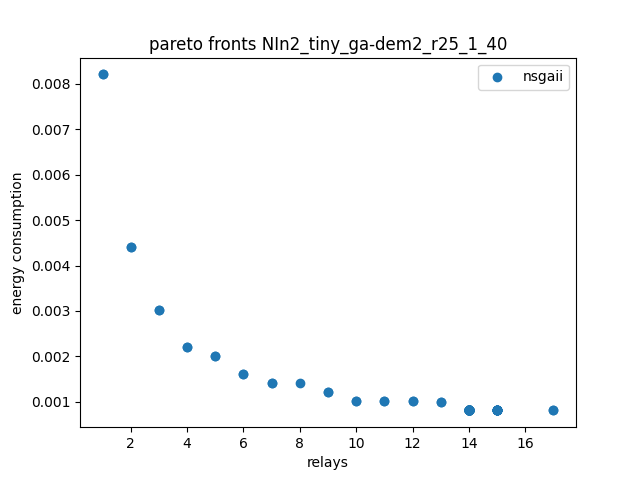 pareto fronts NIn2_tiny_ga-dem2_r25_1_40
nsgaii
0.008
0.007
0.006
0.005
0.004
0.003
0.002
0.001
energy consumption
2 4 6 8 10 12 14 16
relays